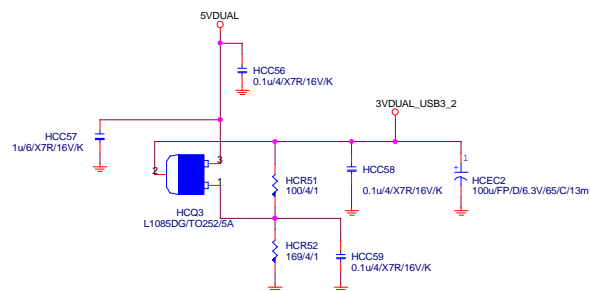 5VDUAL
HCC56
0.1u/4/X7R/16V/K
3VDUAL_USB3_2
HCC57
1u/6/X7R/16V/K
3
2
1
HCQ3
L1085DG/TO252/5A
HCR51
100/4/1
HCC58
0.1u/4/X7R/16V/K
1
+
HCEC2
100u/FP/D/6.3V/65/C/13m
HCR52
169/4/1
HCC59
0.1u/4/X7R/16V/K